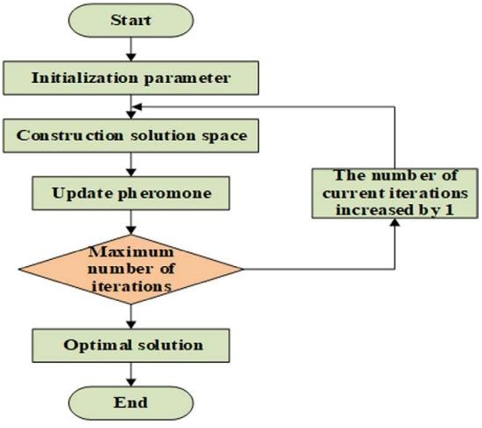 Start
Initialization parameter
Construction solution space
Update pheromone
The number of
current iterations
increased by 1
Maximum
number of
iterations
Optimal solution
End